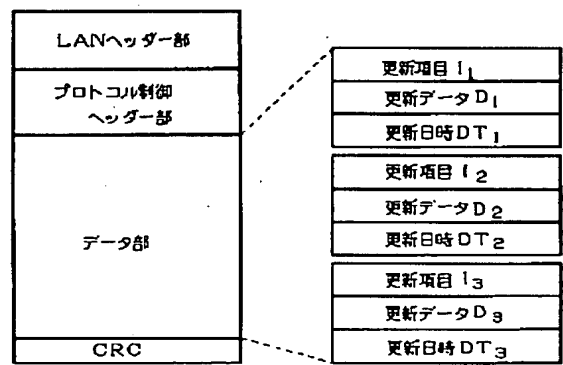 LANヘッダー部
プロトコル制御
ヘッダー部
データ部
CRC
更新項目 I₁
更新データ D₁
更新日時 DT₁
更新項目 I₂
更新データ D₂
更新日時 DT₂
更新項目 I₃
更新データ D₃
更新日時 DT₃